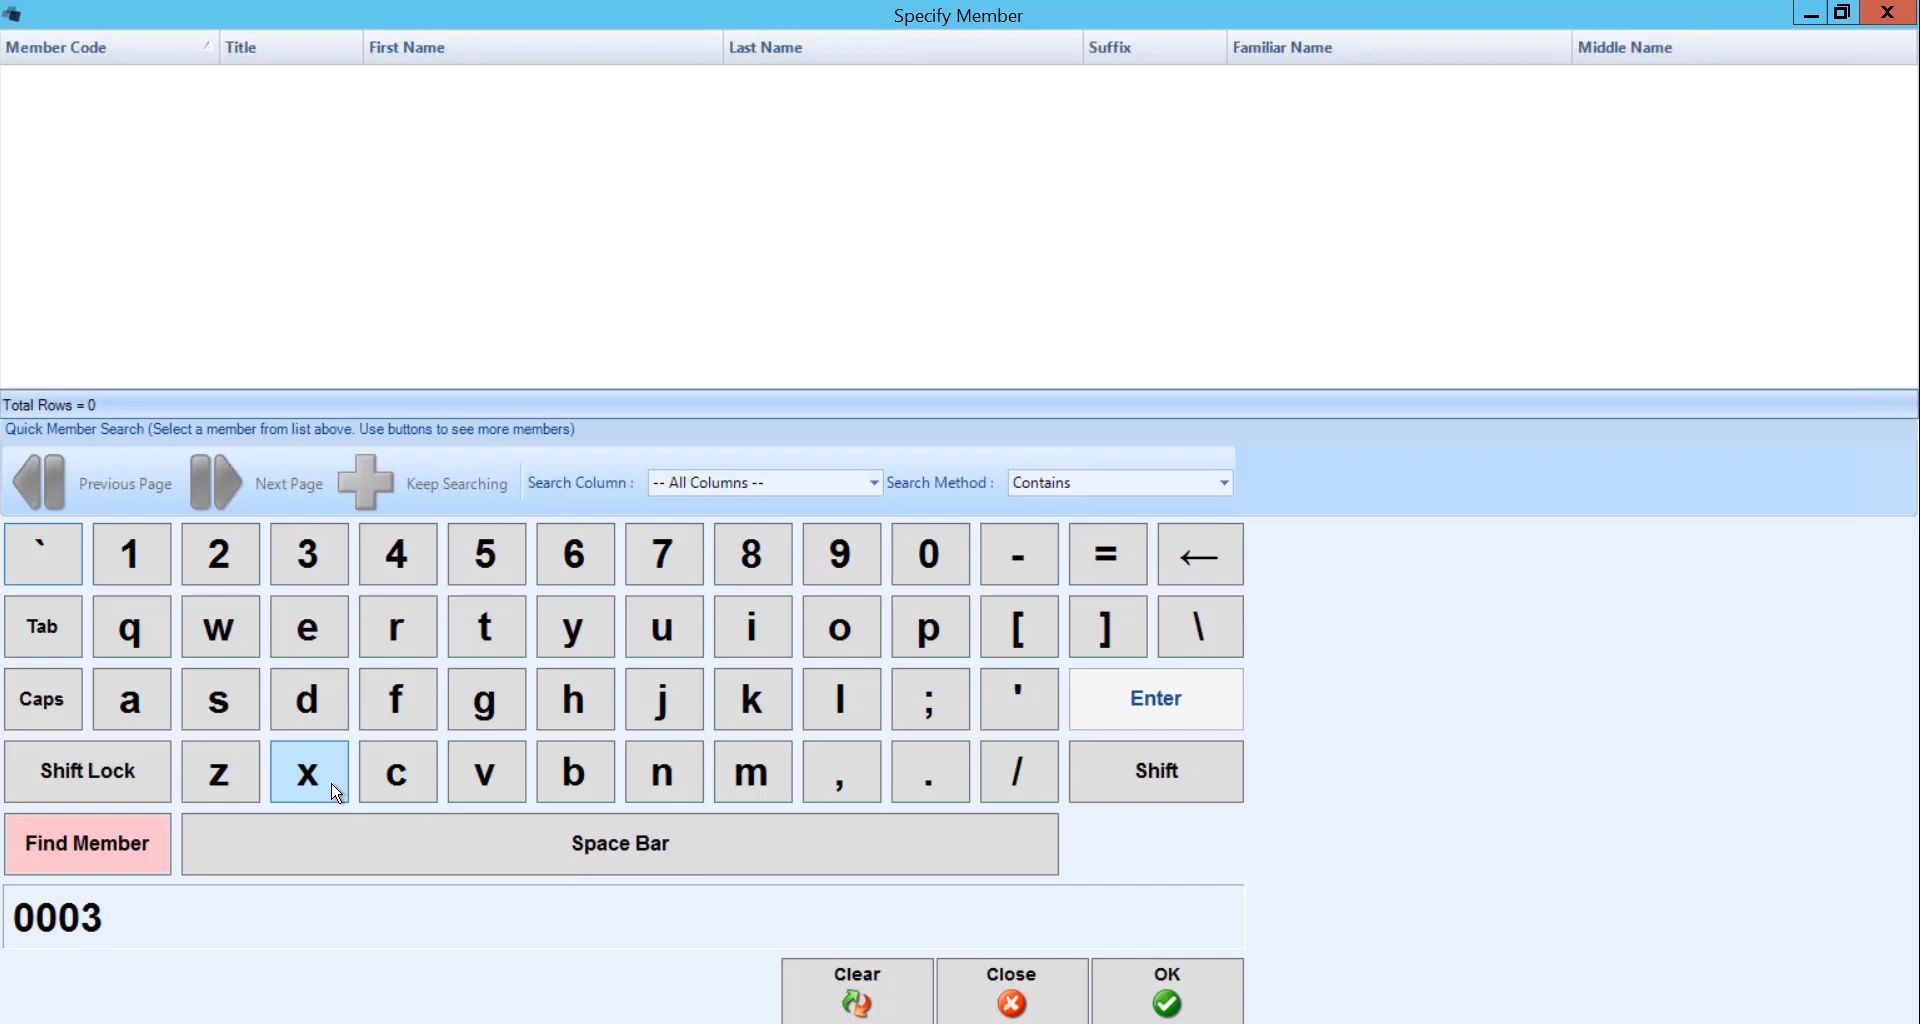 Specify Member
Member Code Title First Name Last Name Suffix Familiar Name Middle Name
Total Rows = 0
Quick Member Search (Select a member from list above. Use buttons to see more members)
Previous Page Next Page Keep Searching Search Column : -- All Columns -- Search Method : Contains
` 1 2 3 4 5 6 7 8 9 0 - = ←
Tab q w e r t y u i o p [ ] \
Caps a s d f g h j k l ; ' Enter
Shift Lock z x c v b n m , . / Shift
Find Member Space Bar
0003
Clear Close OK